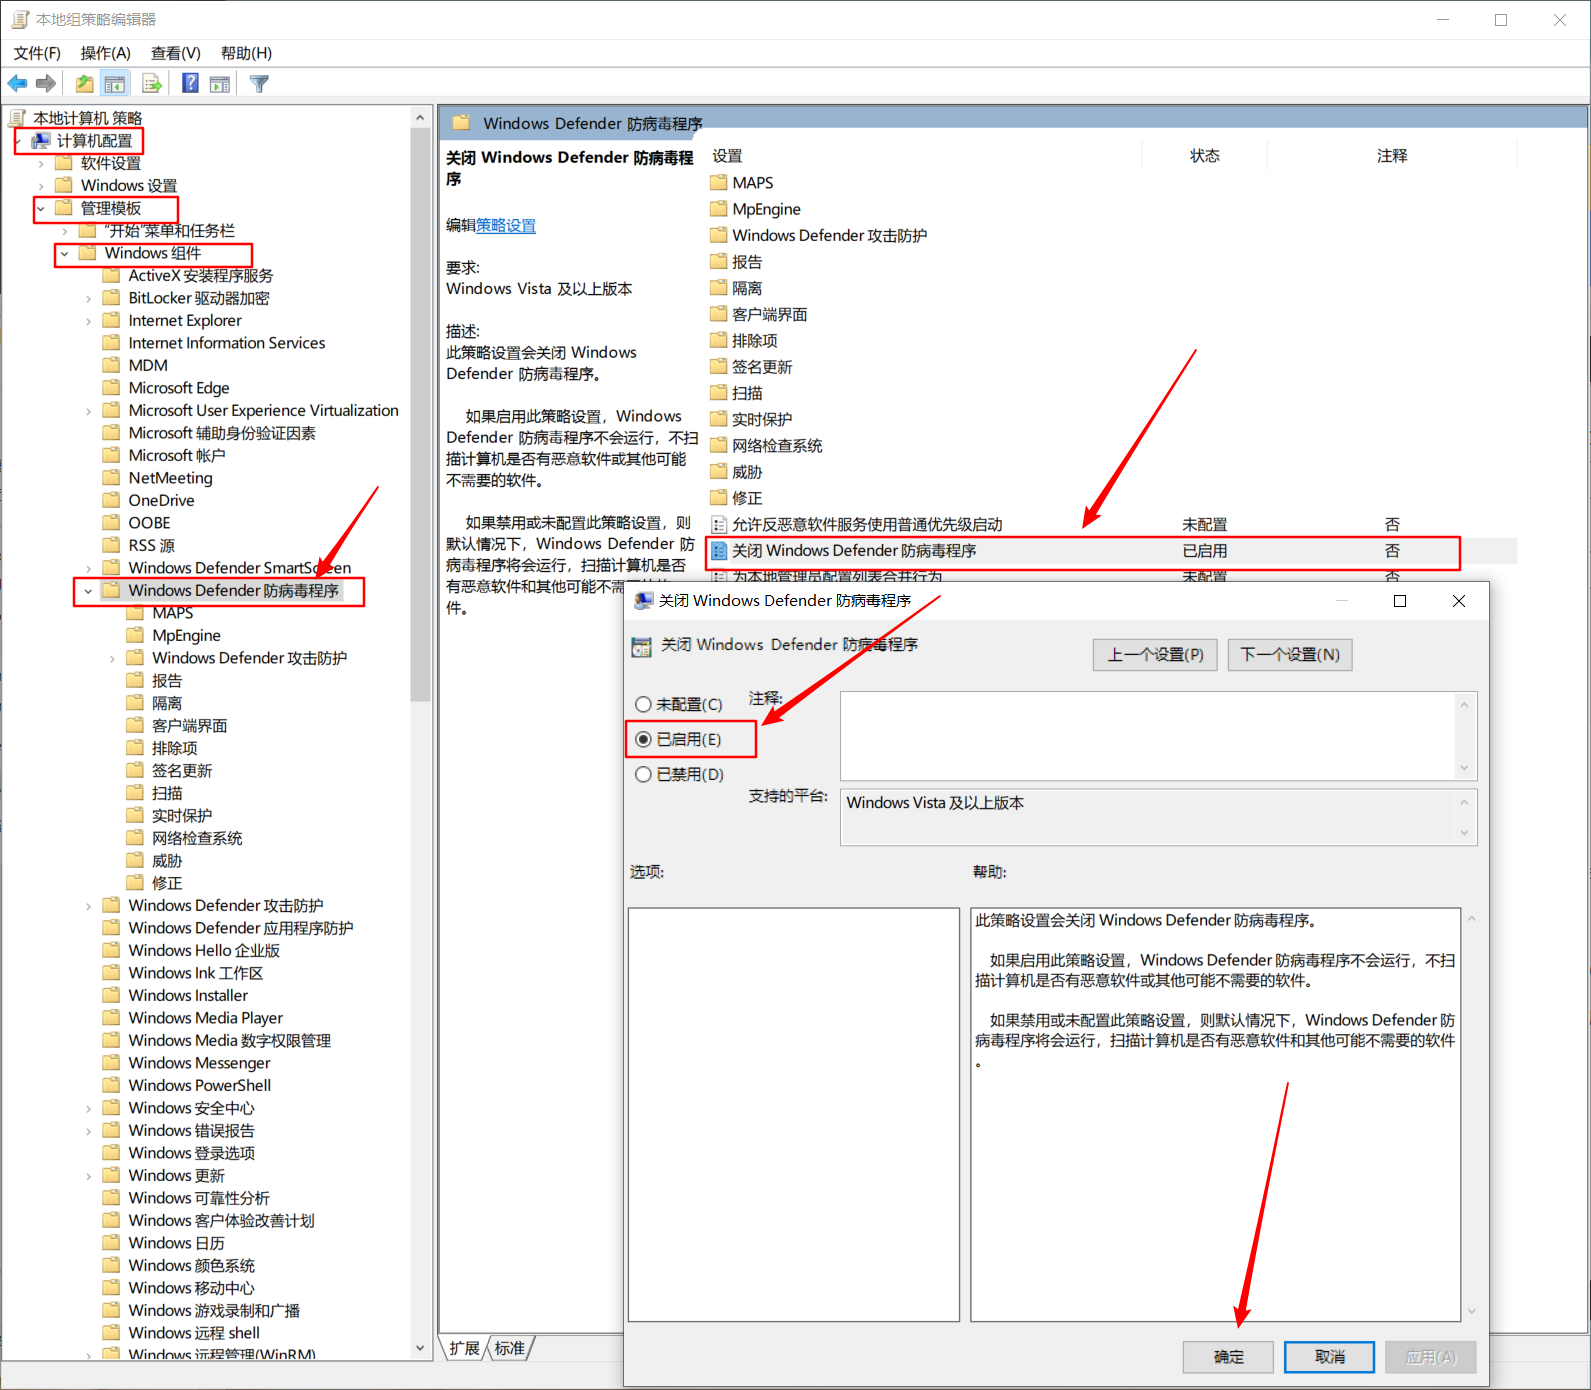 本地组策略编辑器
文件(F) 操作(A) 查看(V) 帮助(H)
本地计算机 策略
计算机配置
软件设置
Windows 设置
管理模板
"开始"菜单和任务栏
Windows 组件
ActiveX 安装程序服务
BitLocker 驱动器加密
Internet Explorer
Internet Information Services
MDM
Microsoft Edge
Microsoft User Experience Virtualization
Microsoft 辅助身份验证因素
Microsoft 帐户
NetMeeting
OneDrive
OOBE
RSS 源
Windows Defender SmartScreen
Windows Defender 防病毒程序
MAPS
MpEngine
Windows Defender 攻击防护
报告
隔离
客户端界面
排除项
签名更新
扫描
实时保护
网络检查系统
威胁
修正
Windows Defender 攻击防护
Windows Defender 应用程序防护
Windows Hello 企业版
Windows Ink 工作区
Windows Installer
Windows Media Player
Windows Media 数字权限管理
Windows Messenger
Windows PowerShell
Windows 安全中心
Windows 错误报告
Windows 登录选项
Windows 更新
Windows 可靠性分析
Windows 客户体验改善计划
Windows 日历
Windows 颜色系统
Windows 移动中心
Windows 游戏录制和广播
Windows 远程 shell
Windows 远程管理(WinRM)
Windows Defender 防病毒程序
关闭 Windows Defender 防病毒程
序
编辑策略设置
要求:
Windows Vista 及以上版本
描述:
此策略设置会关闭 Windows
Defender 防病毒程序。
如果启用此策略设置，Windows
Defender 防病毒程序不会运行，不扫
描计算机是否有恶意软件或其他可能
不需要的软件。
如果禁用或未配置此策略设置，则
默认情况下，Windows Defender 防
病毒程序将会运行，扫描计算机是否
有恶意软件和其他可能不需
件。
设置 状态 注释
MAPS
MpEngine
Windows Defender 攻击防护
报告
隔离
客户端界面
排除项
签名更新
扫描
实时保护
网络检查系统
威胁
修正
允许反恶意软件服务使用普通优先级启动 未配置 否
关闭 Windows Defender 防病毒程序 已启用 否
为本地管理员配置列表合并行为 未配置 否
扩展 标准
关闭 Windows Defender 防病毒程序
关闭 Windows Defender 防病毒程序
上一个设置(P) 下一个设置(N)
未配置(C) 注释:
已启用(E)
已禁用(D)
支持的平台: Windows Vista 及以上版本
选项: 帮助:
此策略设置会关闭 Windows Defender 防病毒程序。
如果启用此策略设置，Windows Defender 防病毒程序不会运行，不扫
描计算机是否有恶意软件或其他可能不需要的软件。
如果禁用或未配置此策略设置，则默认情况下，Windows Defender 防
病毒程序将会运行，扫描计算机是否有恶意软件和其他可能不需要的软件
。
确定 取消 应用(A)